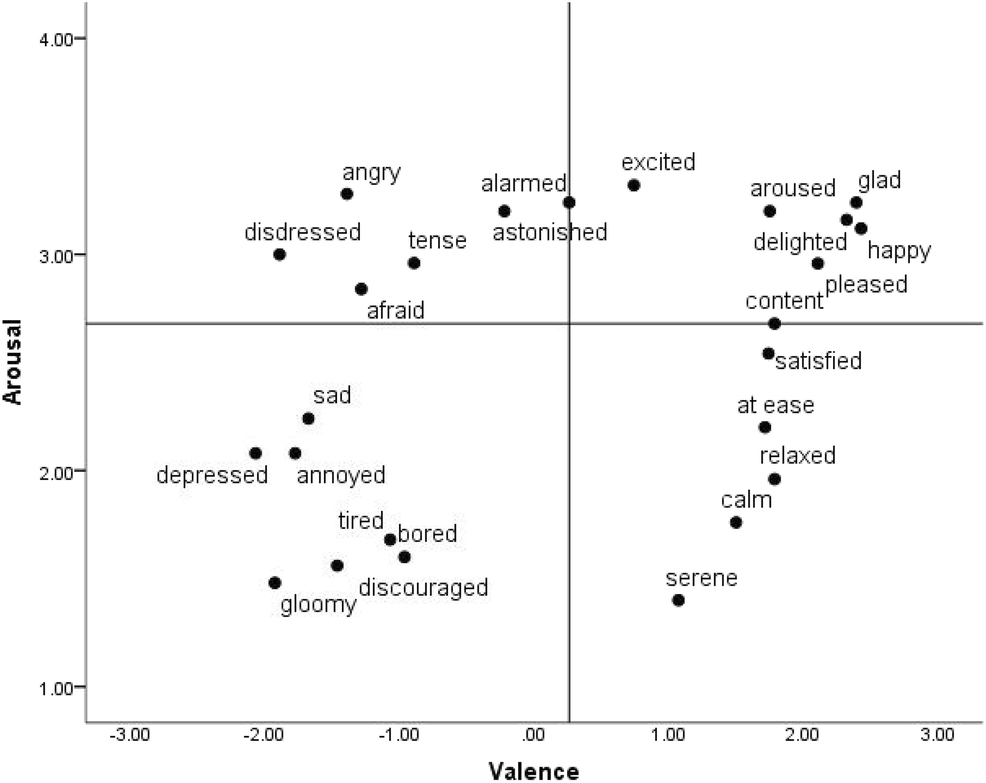 4.00
excited
angry
alarmed
glad
aroused
disdressed
astonished
tense
delighted
happy
3.00
pleased
content
afraid
Arousal
satisfied
sad
at ease
relaxed
2.00
depressed
annoyed
calm
tired
bored
serene
discouraged
gloomy
1.00
-3.00 -2.00 -1.00 .00 1.00 2.00 3.00
Valence